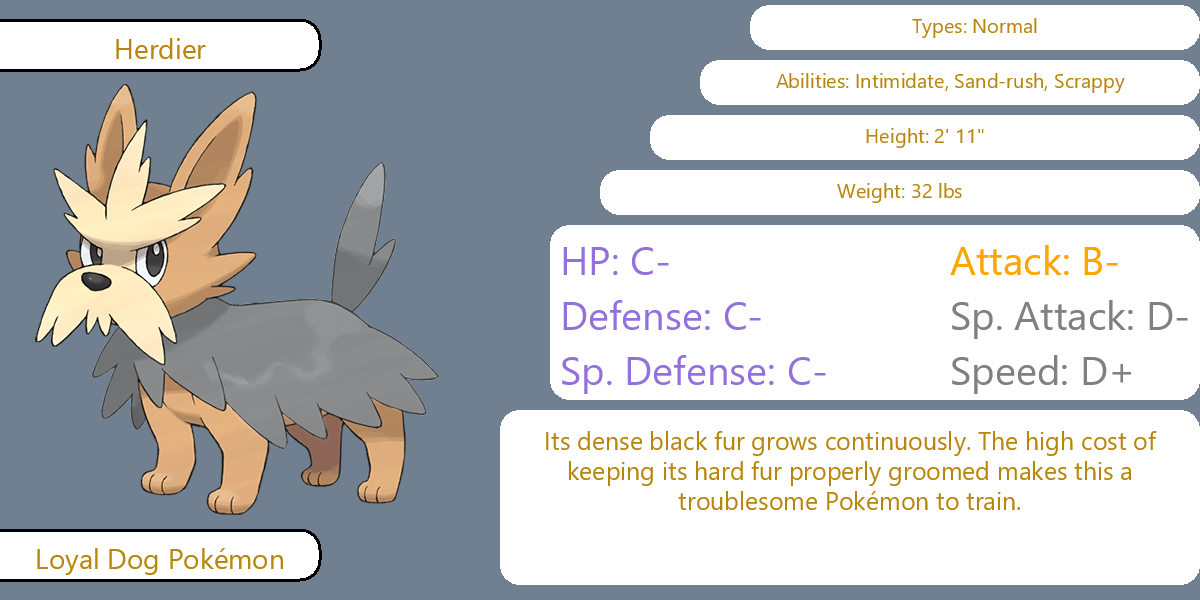 Herdier
Types: Normal
Abilities: Intimidate, Sand-rush, Scrappy
Height: 2' 11"
Weight: 32 lbs
HP: C-
Attack: B-
Defense: C-
Sp. Attack: D-
Sp. Defense: C-
Speed: D+
Its dense black fur grows continuously. The high cost of
keeping its hard fur properly groomed makes this a
troublesome Pokémon to train.
Loyal Dog Pokémon